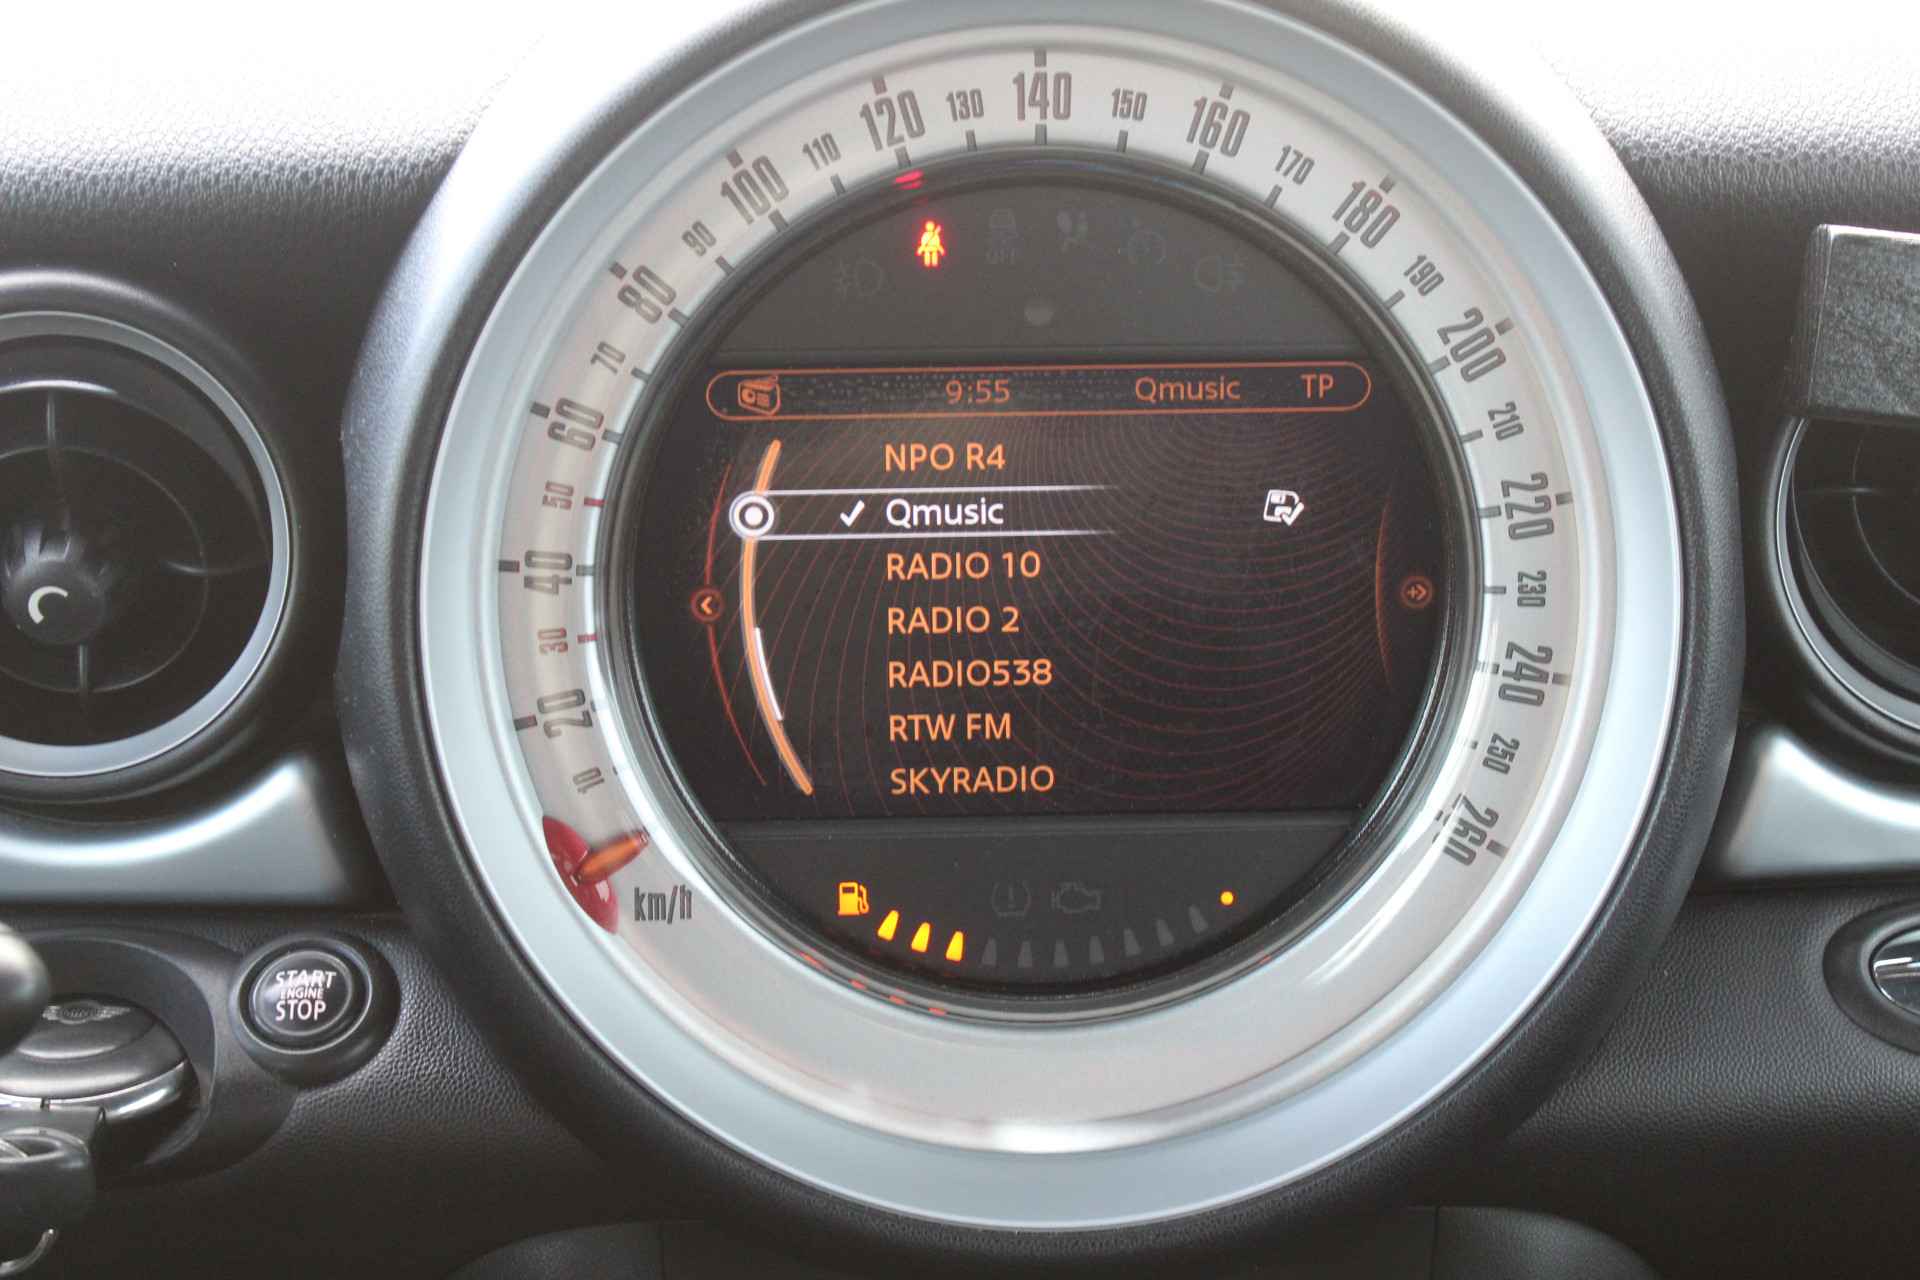 10
20
30
40
50
60
70
80
90
100
110
120
130
140
150
160
170
180
190
200
210
220
230
240
250
260
km/h
OFF
9:55 Qmusic TP
NPO R4
Qmusic
RADIO 10
RADIO 2
RADIO538
RTW FM
SKYRADIO
START
ENGINE
STOP